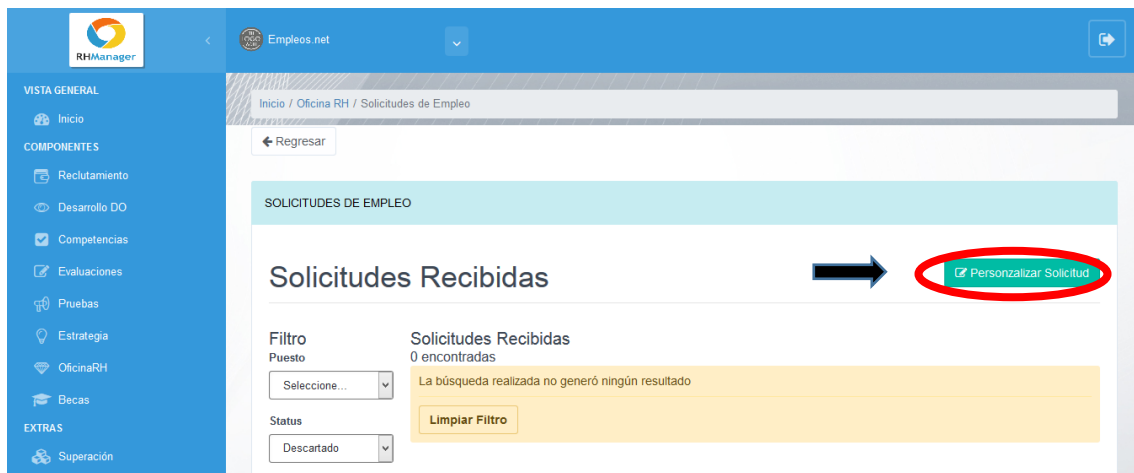 RHManager
Empleos.net
VISTA GENERAL
Inicio
COMPONENTES
Reclutamiento
Desarrollo DO
Competencias
Evaluaciones
Pruebas
Estrategia
OficinaRH
Becas
EXTRAS
Superación
Inicio / Oficina RH / Solicitudes de Empleo
Regresar
SOLICITUDES DE EMPLEO
Solicitudes Recibidas
Personzalizar Solicitud
Filtro
Puesto
Seleccione...
Status
Descartado
Solicitudes Recibidas
0 encontradas
La búsqueda realizada no generó ningún resultado
Limpiar Filtro